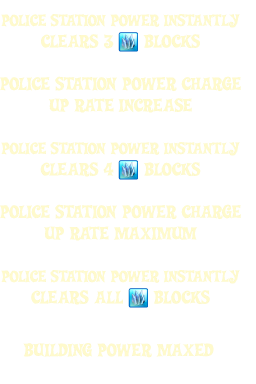 POLICE STATION POWER INSTANTLY
CLEARS 3 BLOCKS
POLICE STATION POWER CHARGE
UP RATE INCREASE
POLICE STATION POWER INSTANTLY
CLEARS 4 BLOCKS
POLICE STATION POWER CHARGE
UP RATE MAXIMUM
POLICE STATION POWER INSTANTLY
CLEARS ALL BLOCKS
BUILDING POWER MAXED